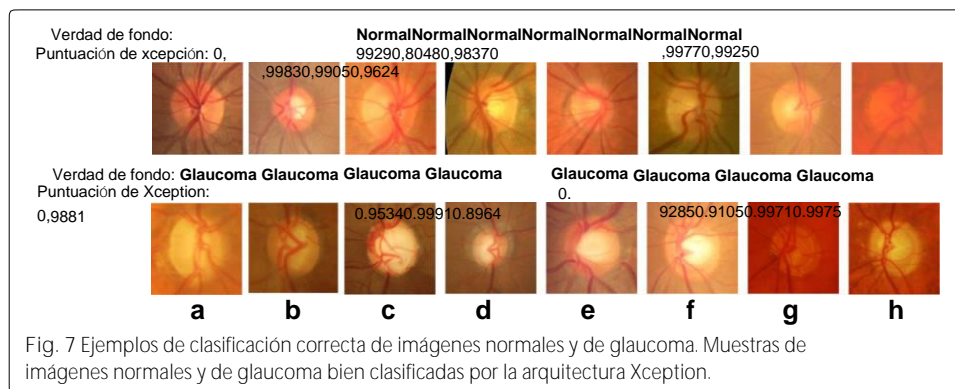 Verdad de fondo: NormalNormalNormalNormalNormalNormalNormal
Puntuación de xcepción: 0, 99290,80480,98370 ,99770,99250
,99830,99050,9624
Verdad de fondo: Glaucoma Glaucoma Glaucoma Glaucoma Glaucoma Glaucoma Glaucoma Glaucoma
Puntuación de Xception: 0.
0,9881 0.95340.99910.8964 92850.91050.99710.9975
a b c d e f g h
Fig. 7 Ejemplos de clasificación correcta de imágenes normales y de glaucoma. Muestras de
imágenes normales y de glaucoma bien clasificadas por la arquitectura Xception.